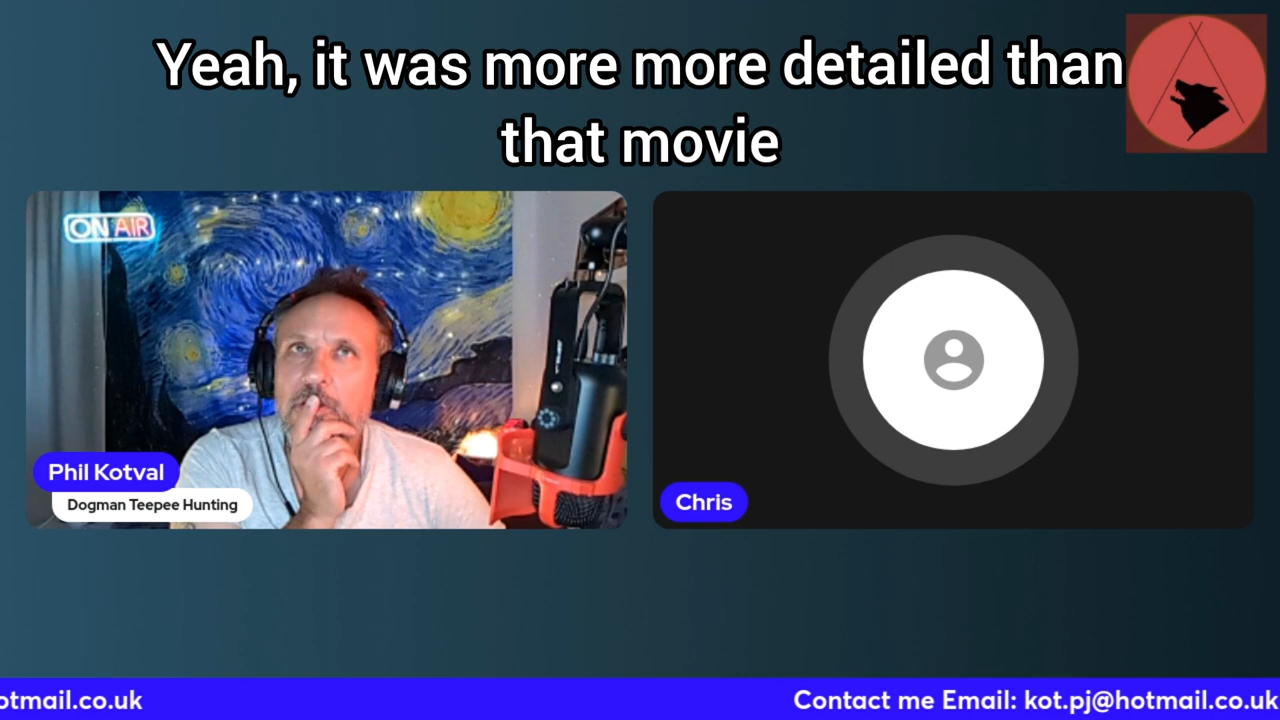 Yeah, it was more more detailed than
that movie
ON AIR
Phil Kotval
Dogman Teepee Hunting
Chris
otmail.co.uk
Contact me Email: kot.pj@hotmail.co.uk